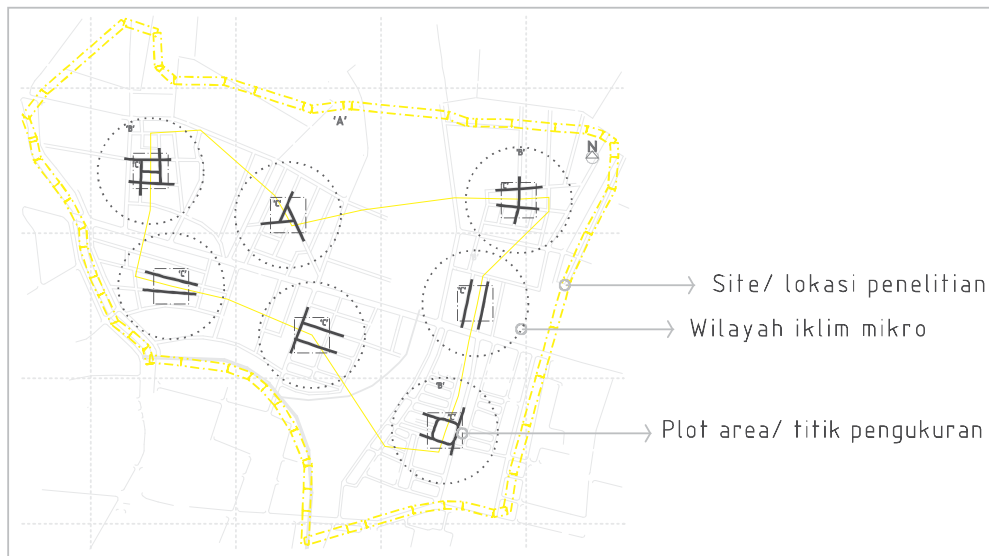 'A'
'B'
N
'B'
'C'
'C'
'C'
'C'
'C'
Site/ lokasi penelitian
Wilayah iklim mikro
'B'
Plot area/ titik pengukuran